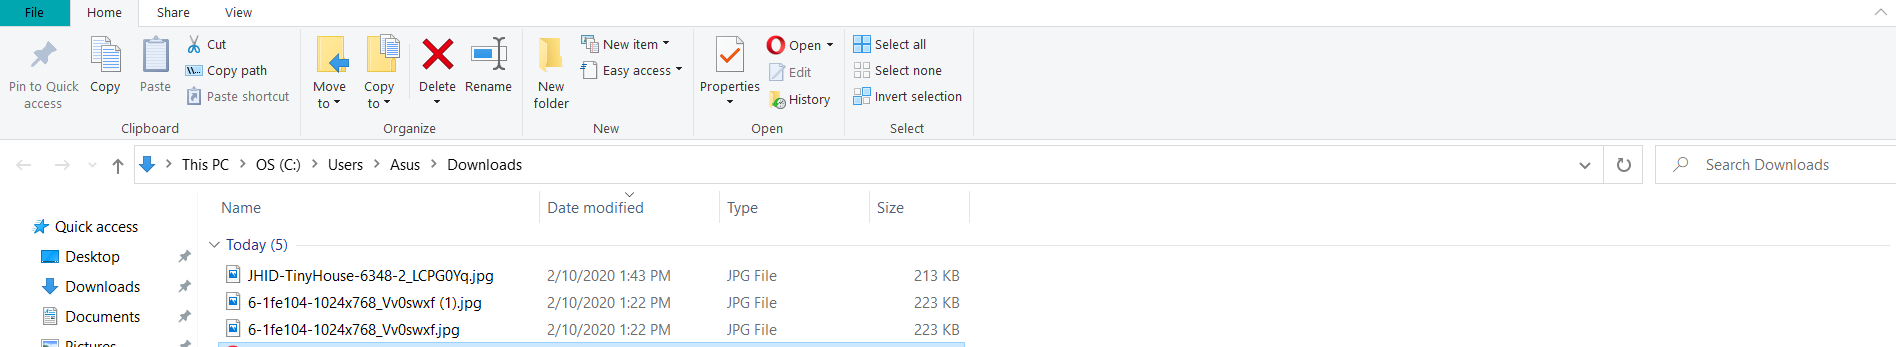 File Home Share View
Pin to Quick access
Copy
Paste
Cut
Copy path
Paste shortcut
Clipboard
Move to
Copy to
Delete
Rename
Organize
New folder
New item
Easy access
New
Properties
Open
Edit
History
Open
Select all
Select none
Invert selection
Select
This PC > OS (C:) > Users > Asus > Downloads
Search Downloads
Quick access
Desktop
Downloads
Documents
Pictures
Name Date modified Type Size
Today (5)
JHID-TinyHouse-6348-2_LCPG0Yq.jpg 2/10/2020 1:43 PM JPG File 213 KB
6-1fe104-1024x768_Vv0swxf (1).jpg 2/10/2020 1:22 PM JPG File 223 KB
6-1fe104-1024x768_Vv0swxf.jpg 2/10/2020 1:22 PM JPG File 223 KB